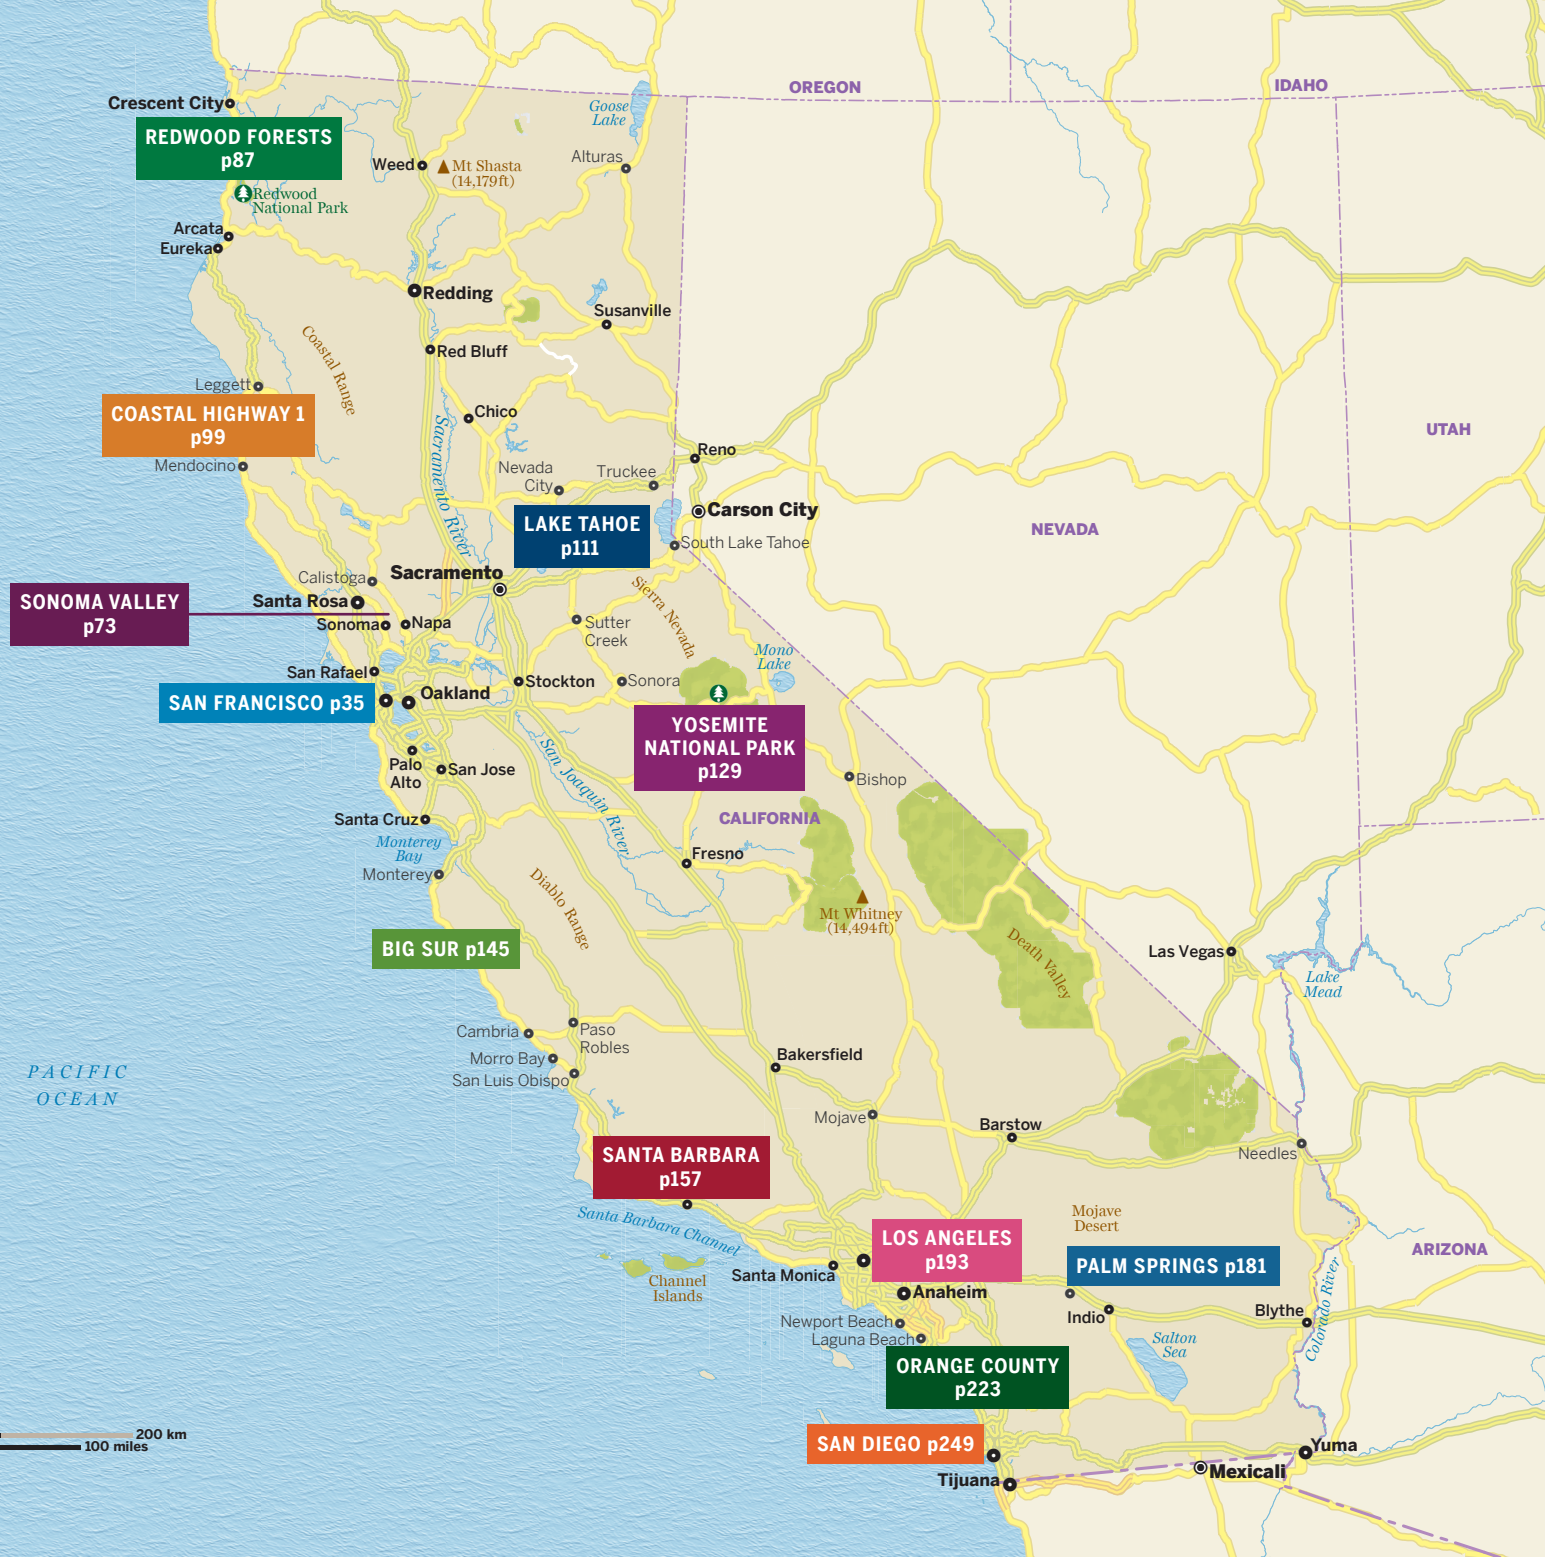 OREGON
IDAHO
Crescent City
Goose
Lake
REDWOOD FORESTS
p87
Weed
Mt Shasta
(14,179ft)
Alturas
Redwood
National Park
Arcata
Eureka
Redding
Susanville
Coastal Range
Red Bluff
Leggett
COASTAL HIGHWAY 1
p99
Chico
Sacramento River
UTAH
Mendocino
Reno
Nevada
City
Truckee
Carson City
LAKE TAHOE
p111
NEVADA
South Lake Tahoe
Calistoga
Sacramento
Sierra Nevada
SONOMA VALLEY
p73
Santa Rosa
Sonoma
Napa
Sutter
Creek
Mono
Lake
San Rafael
Stockton
Sonora
SAN FRANCISCO p35
Oakland
YOSEMITE
NATIONAL PARK
p129
San Joaquin River
Palo
Alto
San Jose
Bishop
Santa Cruz
CALIFORNIA
Monterey
Bay
Fresno
Monterey
Diablo Range
Mt Whitney
(14,494ft)
BIG SUR p145
Death Valley
Las Vegas
Lake
Mead
Cambria
Paso
Robles
Morro Bay
Bakersfield
San Luis Obispo
PACIFIC
OCEAN
Mojave
Barstow
Needles
SANTA BARBARA
p157
Santa Barbara Channel
Mojave
Desert
LOS ANGELES
p193
ARIZONA
Santa Monica
PALM SPRINGS p181
Channel
Islands
Anaheim
Indio
Blythe
Colorado River
Newport Beach
Laguna Beach
Salton
Sea
ORANGE COUNTY
p223
200 km
100 miles
SAN DIEGO p249
Yuma
Tijuana
Mexicali